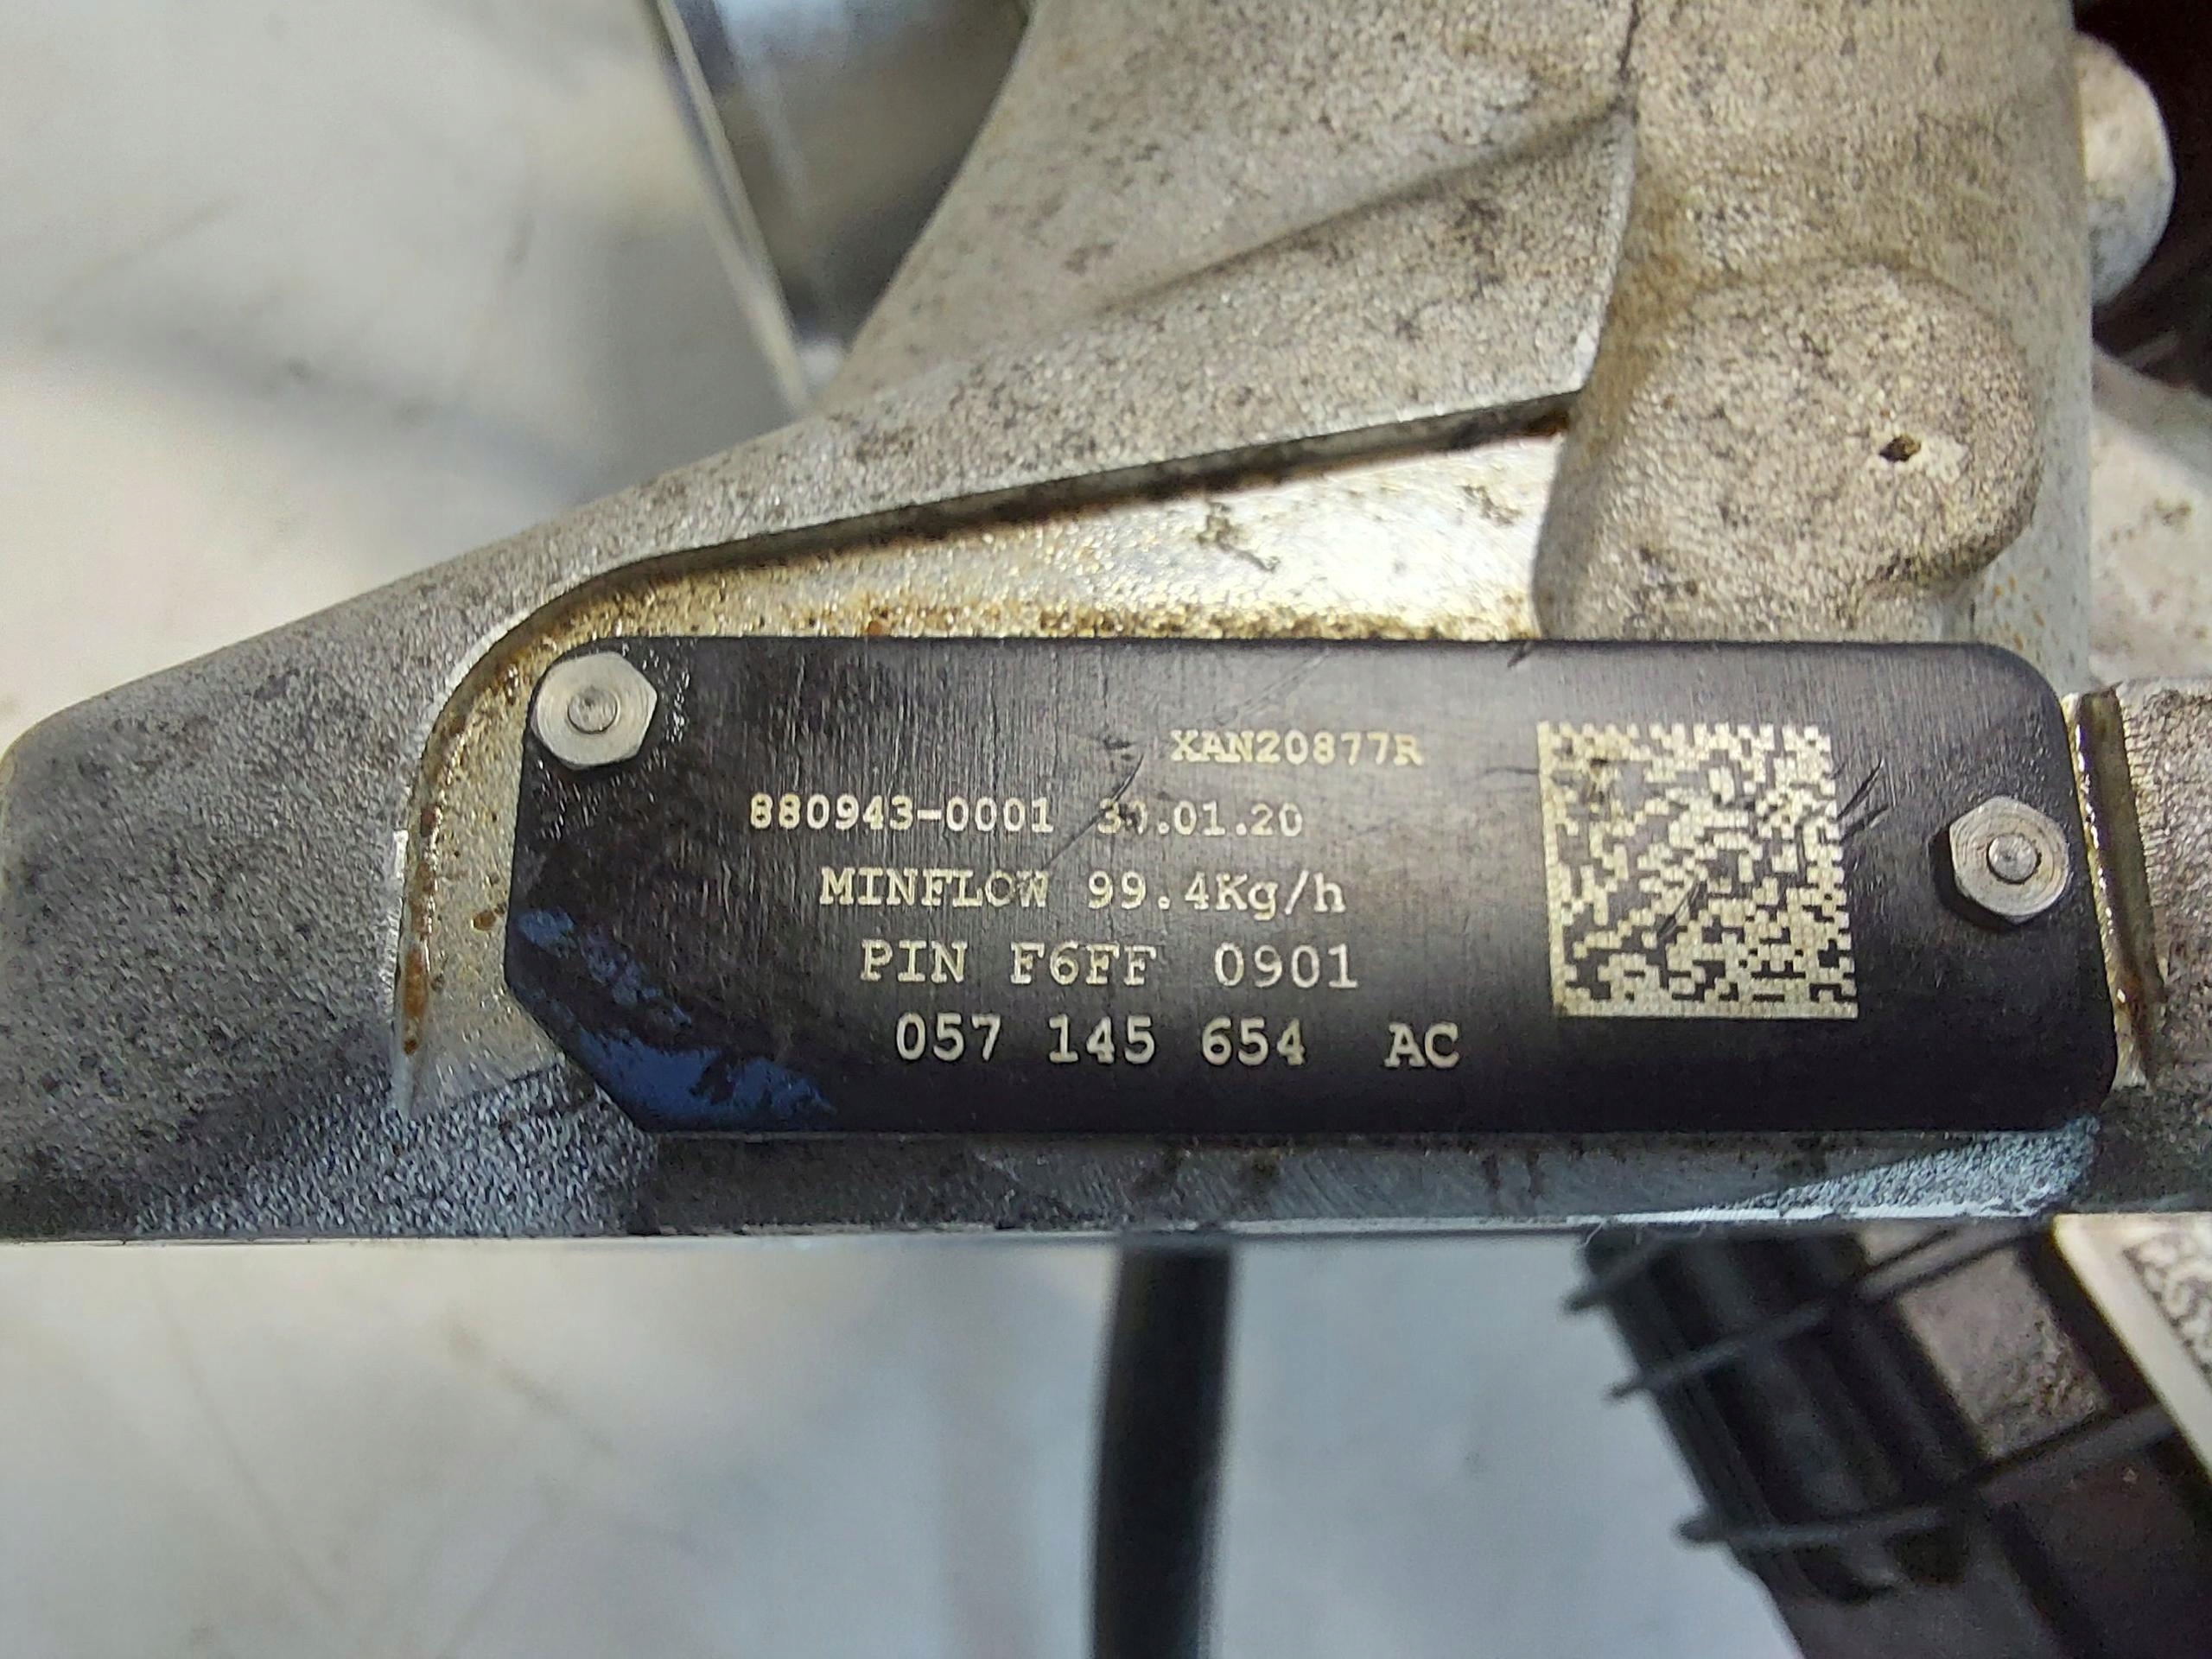 XAN20877R
880943-0001 30.01.20
MINFLOW 99.4Kg/h
PIN F6FF 0901
057 145 654 AC